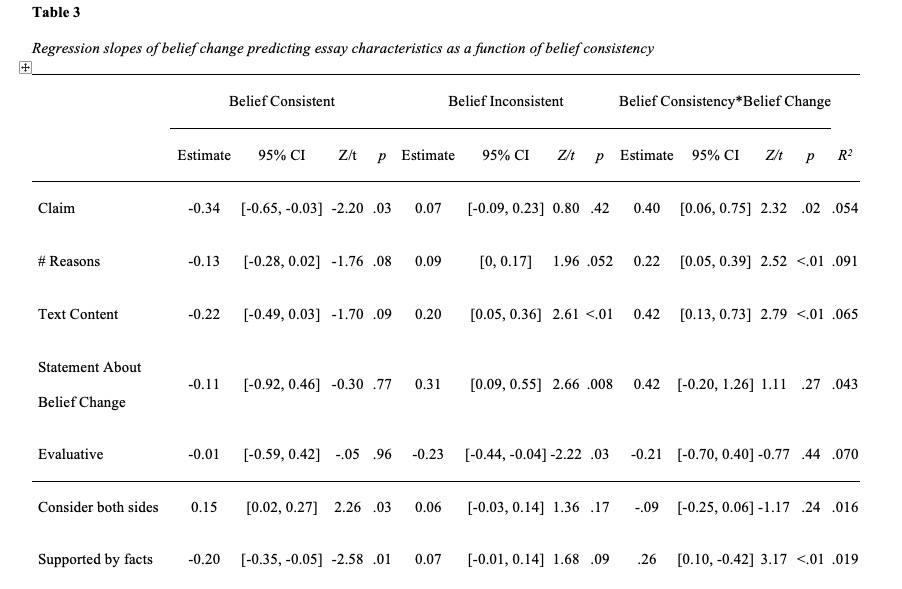 Table 3
Regression slopes of belief change predicting essay characteristics as a function of belief consistency
Belief Consistent Belief Inconsistent Belief Consistency*Belief Change
Estimate 95% CI Z/t p Estimate 95% CI Z/t p Estimate 95% CI Z/t p R²
Claim -0.34 [-0.65, -0.03] -2.20 .03 0.07 [-0.09, 0.23] 0.80 .42 0.40 [0.06, 0.75] 2.32 .02 .054
# Reasons -0.13 [-0.28, 0.02] -1.76 .08 0.09 [0, 0.17] 1.96 .052 0.22 [0.05, 0.39] 2.52 <.01 .091
Text Content -0.22 [-0.49, 0.03] -1.70 .09 0.20 [0.05, 0.36] 2.61 <.01 0.42 [0.13, 0.73] 2.79 <.01 .065
Statement About
-0.11 [-0.92, 0.46] -0.30 .77 0.31 [0.09, 0.55] 2.66 .008 0.42 [-0.20, 1.26] 1.11 .27 .043
Belief Change
Evaluative -0.01 [-0.59, 0.42] -.05 .96 -0.23 [-0.44, -0.04] -2.22 .03 -0.21 [-0.70, 0.40] -0.77 .44 .070
Consider both sides 0.15 [0.02, 0.27] 2.26 .03 0.06 [-0.03, 0.14] 1.36 .17 -.09 [-0.25, 0.06] -1.17 .24 .016
Supported by facts -0.20 [-0.35, -0.05] -2.58 .01 0.07 [-0.01, 0.14] 1.68 .09 .26 [0.10, -0.42] 3.17 <.01 .019